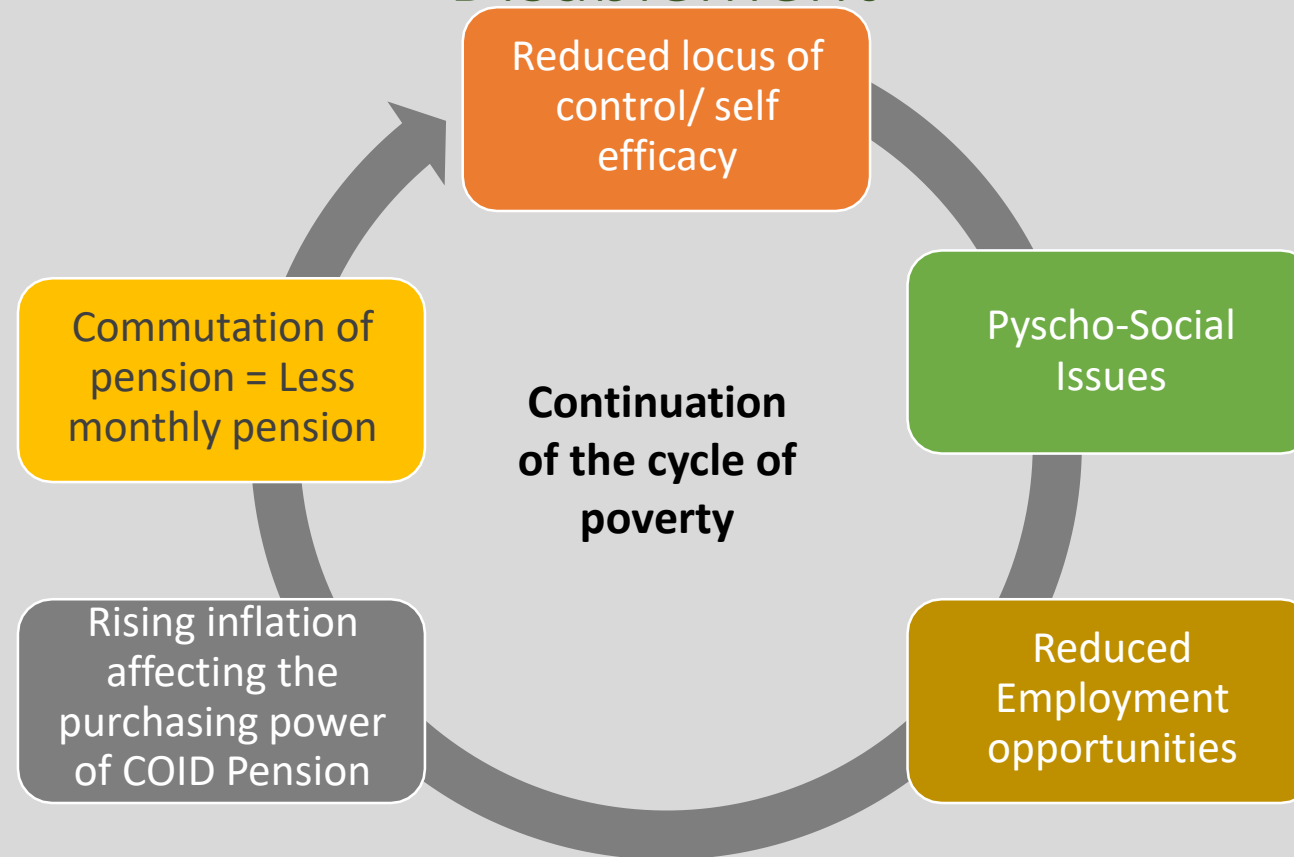 Reduced locus of
control/ self
efficacy
Pyscho-Social
Issues
Reduced
Employment
opportunities
Rising inflation
affecting the
purchasing power
of COID Pension
Commutation of
pension = Less
monthly pension
Continuation
of the cycle of
poverty